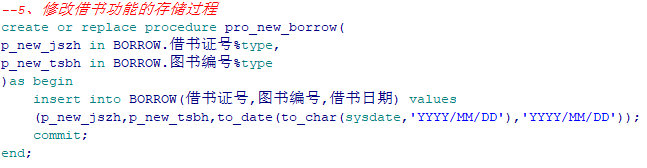 --5、修改借书功能的存储过程
create or replace procedure pro_new_borrow(
p_new_jszh in BORROW.借书证号%type,
p_new_tsbh in BORROW.图书编号%type
)as begin
insert into BORROW(借书证号,图书编号,借书日期) values
(p_new_jszh,p_new_tsbh,to_date(to_char(sysdate,'YYYY/MM/DD'),'YYYY/MM/DD'));
commit;
end;